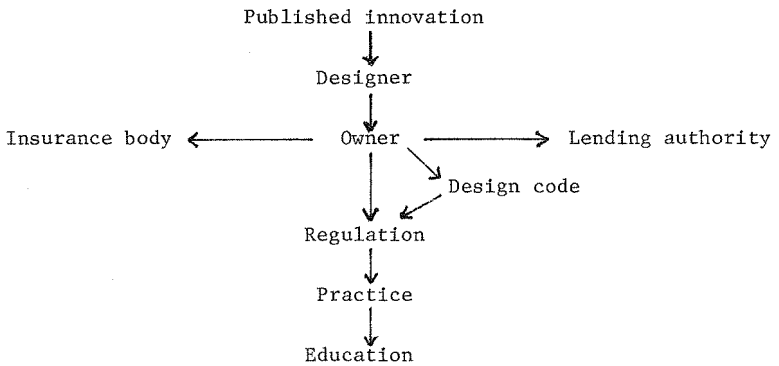 Published innovation
Designer
Insurance body
Owner
Lending authority
Design code
Regulation
Practice
Education